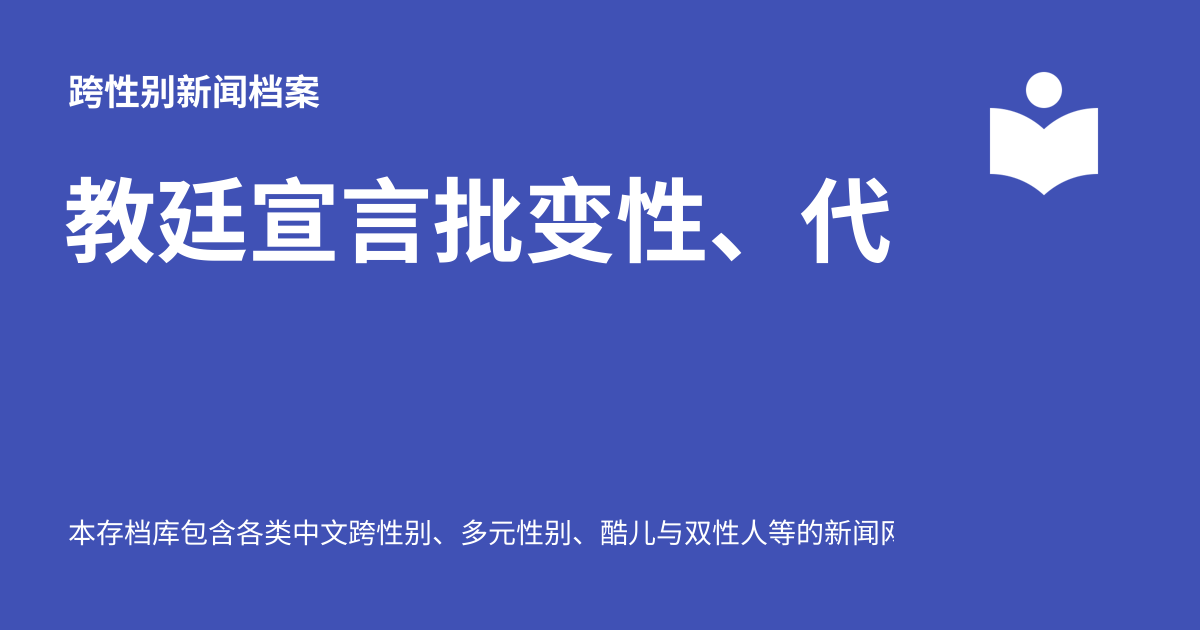 跨性别新闻档案
教廷宣言批变性、代
本存档库包含各类中文跨性别、多元性别、酷儿与双性人等的新闻